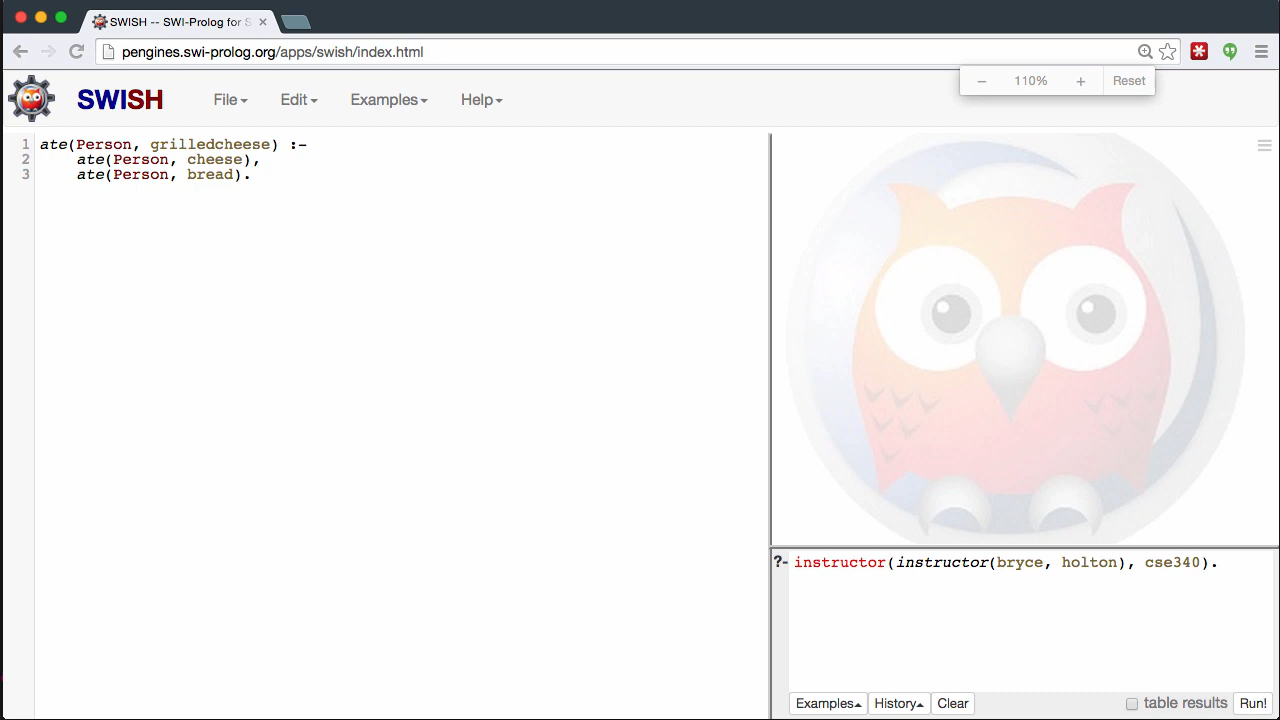 SWISH -- SWI-Prolog for S
pengines.swi-prolog.org/apps/swish/index.html
110%
Reset
SWISH
File
Edit
Examples
Help
1 ate(Person, grilledcheese) :-
2 ate(Person, cheese),
3 ate(Person, bread).
?- instructor(instructor(bryce, holton), cse340).
Examples
History
Clear
table results
Run!